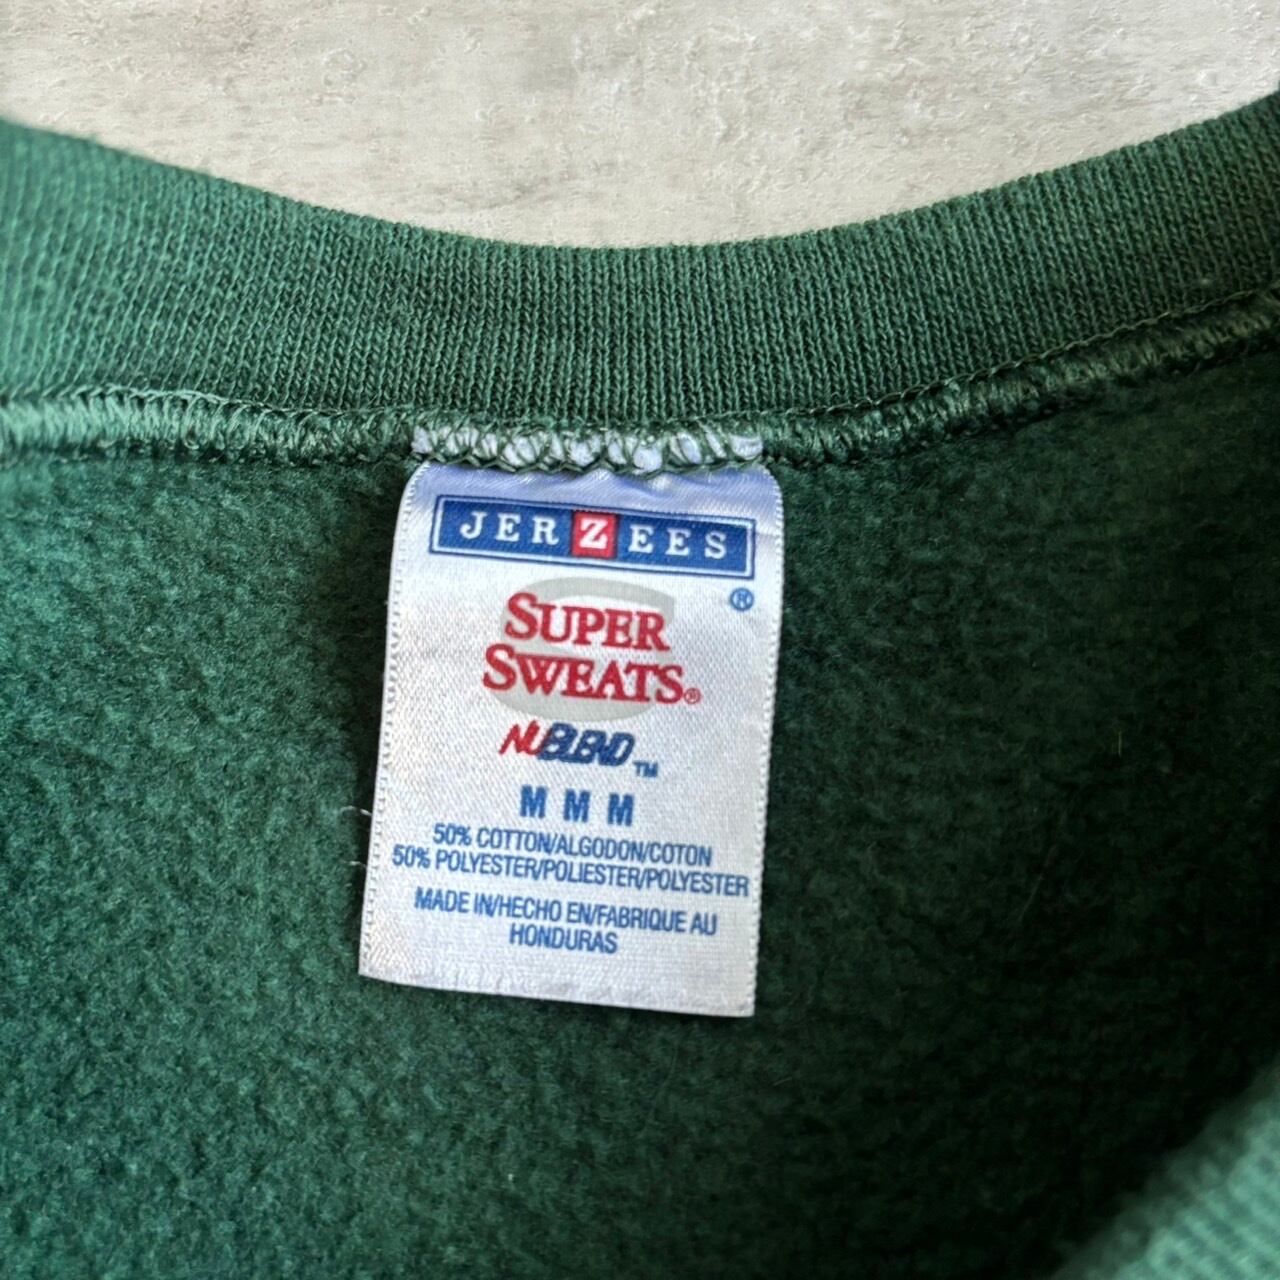 JERZEES
®
SUPER
SWEATS®
NUBLEND™
M M M
50% COTTON/ALGODON/COTON
50% POLYESTER/POLIESTER/POLYESTER
MADE IN/HECHO EN/FABRIQUE AU
HONDURAS